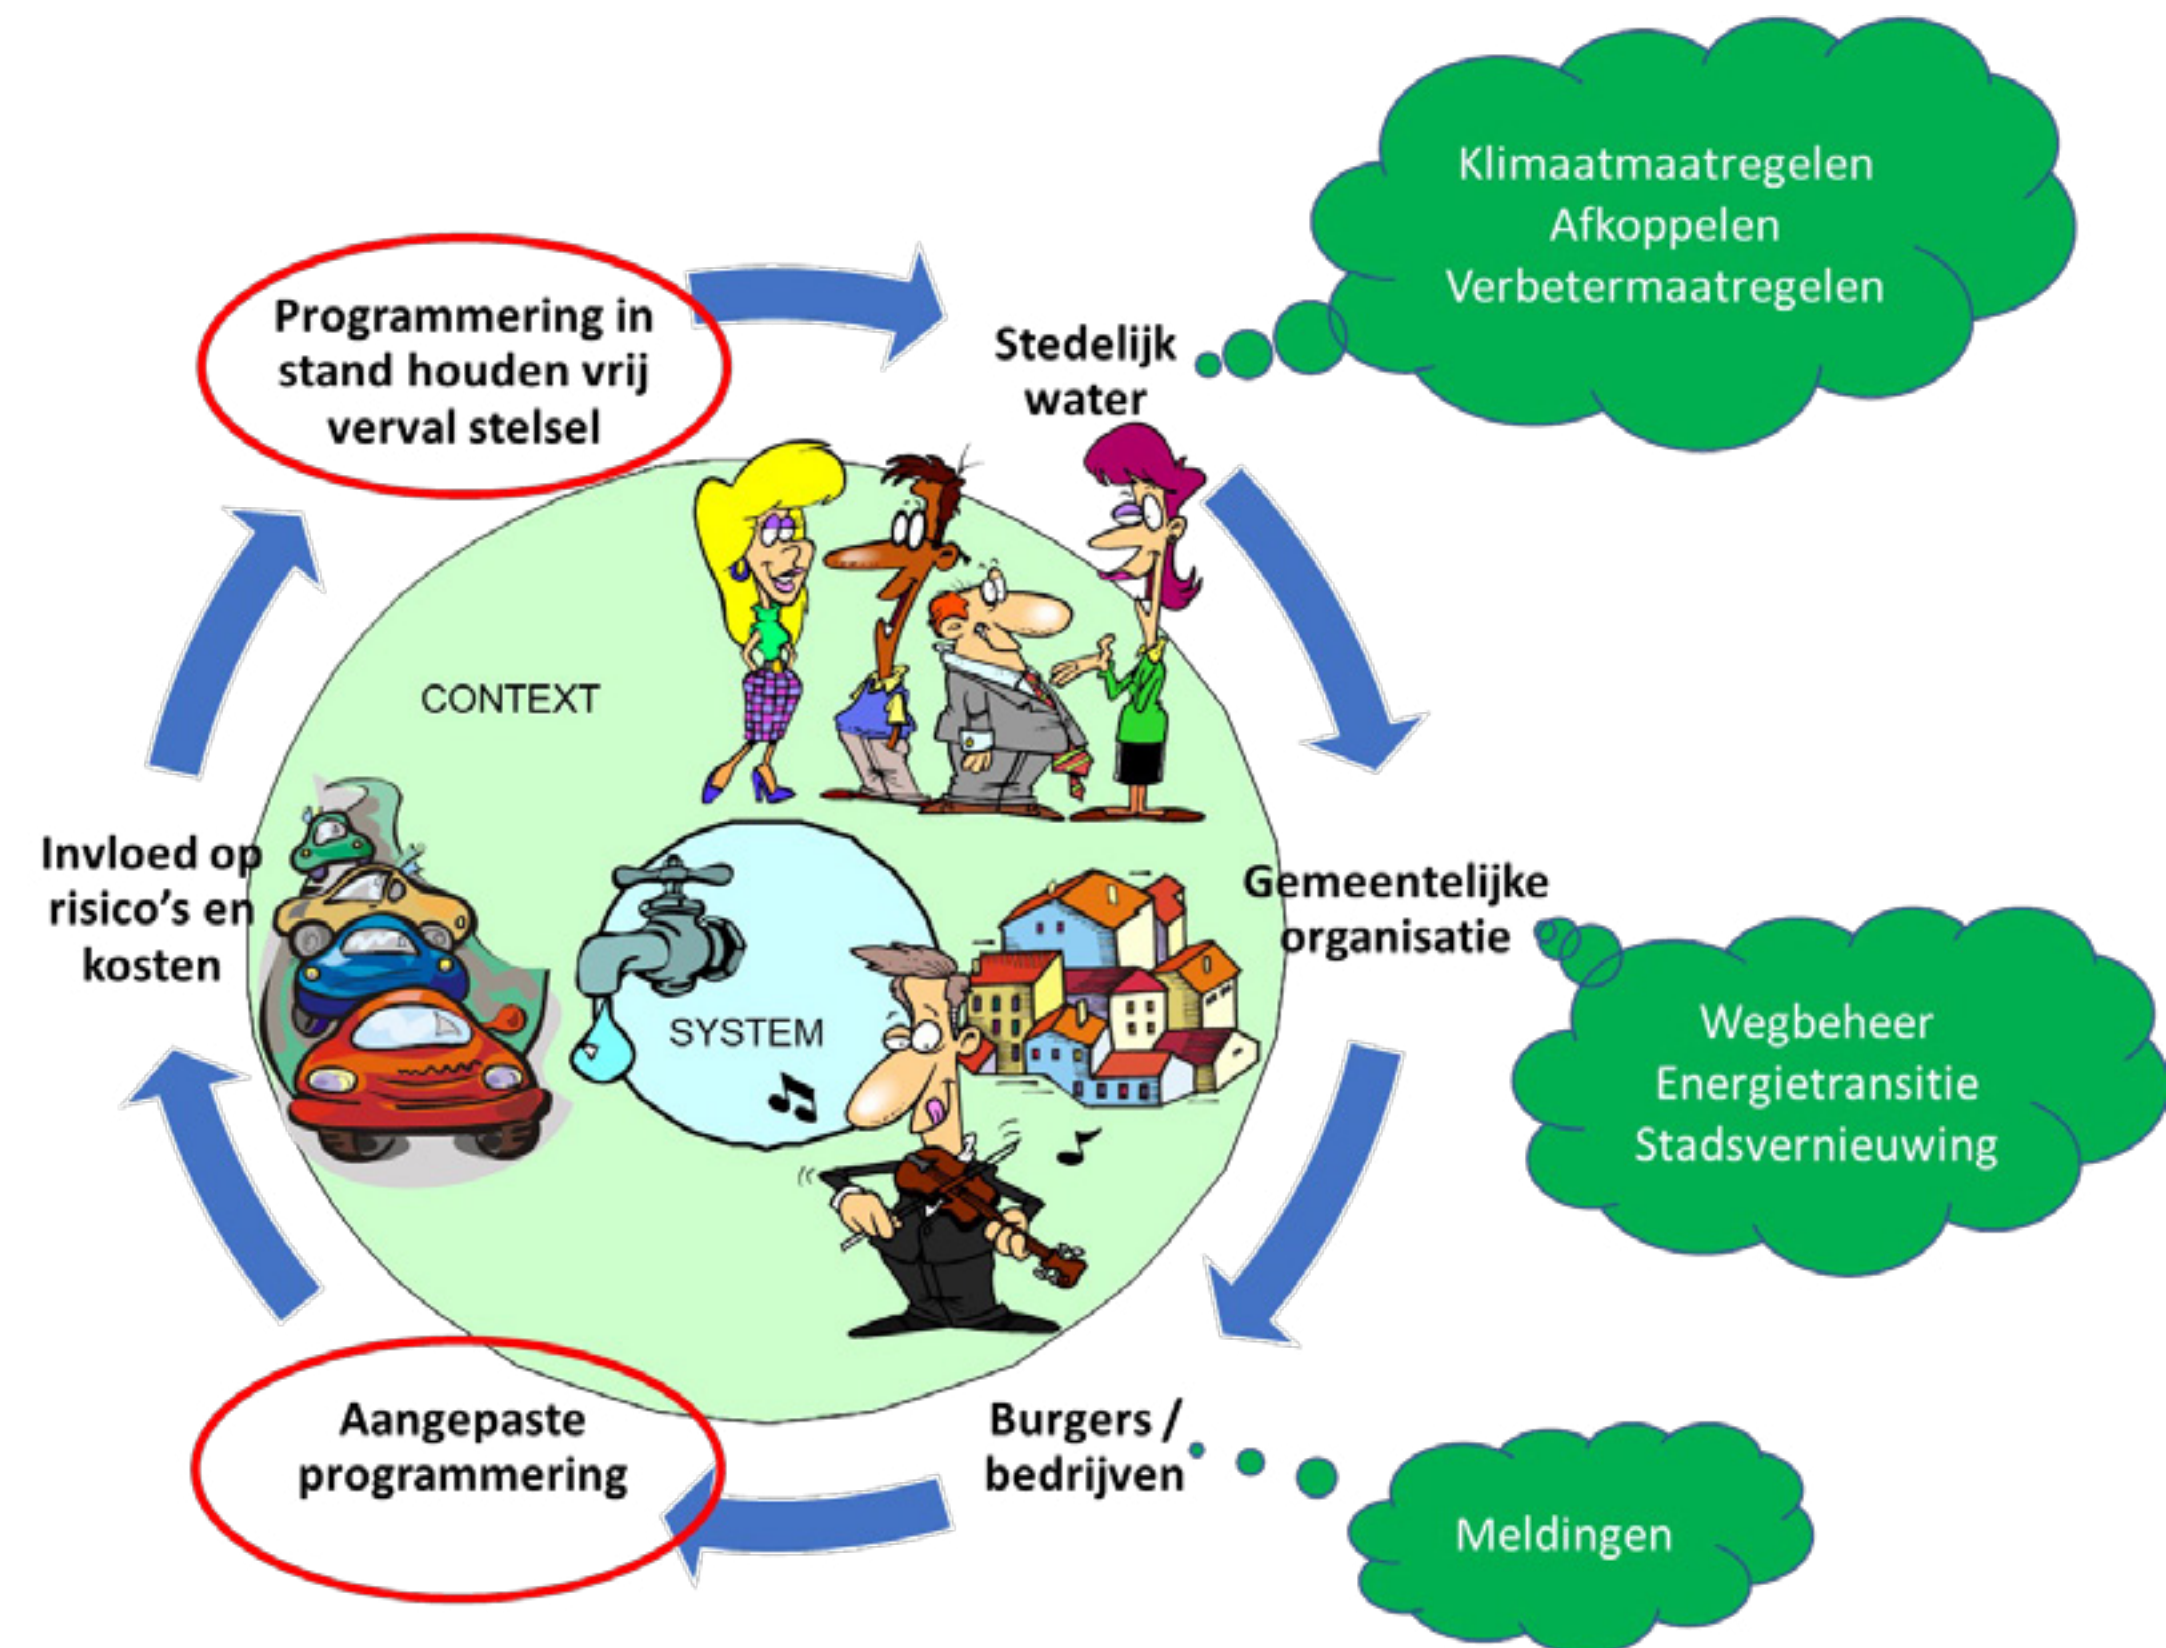 Programmering in
stand houden vrij
verval stelsel
Stedelijk
water
Klimaatmaatregelen
Afkoppelen
Verbetermaatregelen
CONTEXT
Invloed op
risico's en
kosten
SYSTEM
Gemeentelijke
organisatie
Wegbeheer
Energietransitie
Stadsvernieuwing
Aangepaste
programmering
Burgers /
bedrijven
Meldingen